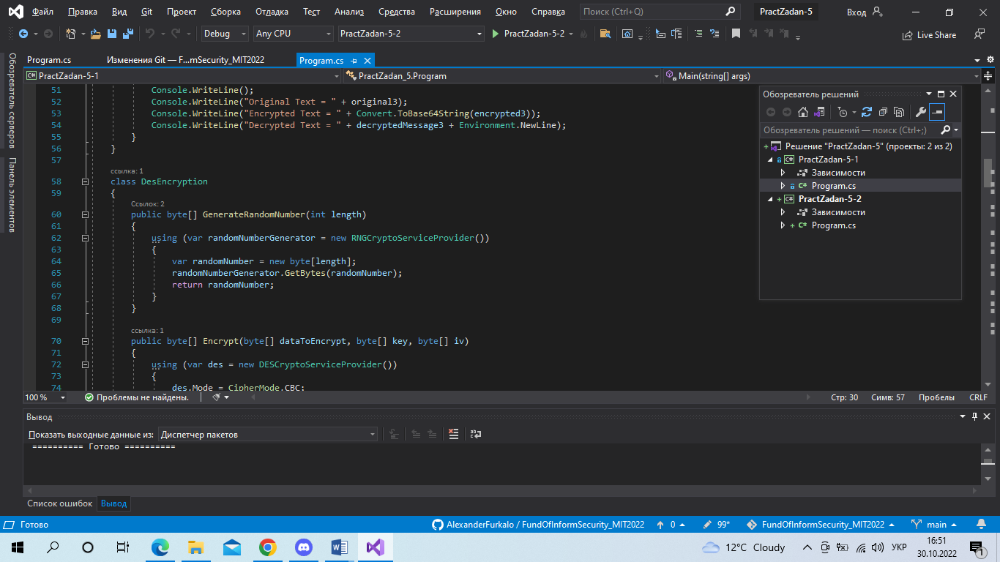 Файл Правка Вид Git Проект Сборка Отладка Тест Анализ Средства Расширения Окно Справка Поиск (Ctrl+Q) PractZadan-5 Вход
Debug Any CPU PractZadan-5-2 PractZadan-5-2 Live Share
Обозреватель серверов
Панель элементов
Program.cs Изменения Git — F...mSecurity_MIT2022 Program.cs
C# PractZadan-5-1 PractZadan_5.Program Main(string[] args)
51 Console.WriteLine();
52 Console.WriteLine("Original Text = " + original3);
53 Console.WriteLine("Encrypted Text = " + Convert.ToBase64String(encrypted3));
54 Console.WriteLine("Decrypted Text = " + decryptedMessage3 + Environment.NewLine);
55 }
56 }
57
ссылка: 1
58 class DesEncryption
59 {
Ссылок: 2
60 public byte[] GenerateRandomNumber(int length)
61 {
62 using (var randomNumberGenerator = new RNGCryptoServiceProvider())
63 {
64 var randomNumber = new byte[length];
65 randomNumberGenerator.GetBytes(randomNumber);
66 return randomNumber;
67 }
68 }
69
ссылка: 1
70 public byte[] Encrypt(byte[] dataToEncrypt, byte[] key, byte[] iv)
71 {
72 using (var des = new DESCryptoServiceProvider())
73 {
74 des.Mode = CipherMode.CBC;
Обозреватель решений
Обозреватель решений — поиск (Ctrl+;)
Решение "PractZadan-5" (проекты: 2 из 2)
C# PractZadan-5-1
Зависимости
C# Program.cs
C# PractZadan-5-2
Зависимости
C# Program.cs
100 % Проблемы не найдены. Стр: 30 Симв: 57 Пробелы CRLF
Вывод
Показать выходные данные из: Диспетчер пакетов
========== Готово ==========
Список ошибок Вывод
Готово AlexanderFurkalo / FundOfInformSecurity_MIT2022 0 99* FundOfInformSecurity_MIT2022 main
12°C Cloudy УКР 16:51
30.10.2022 1